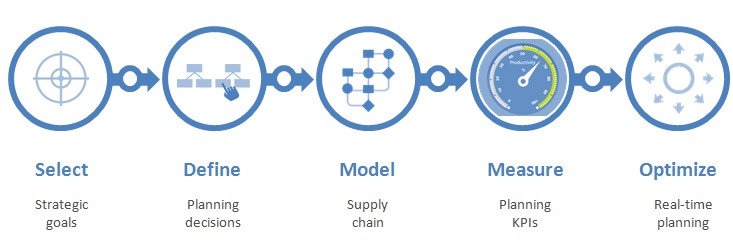 Productivity
%
Select
Define
Model
Measure
Optimize
Strategic
goals
Planning
decisions
Supply
chain
Planning
KPIs
Real-time
planning